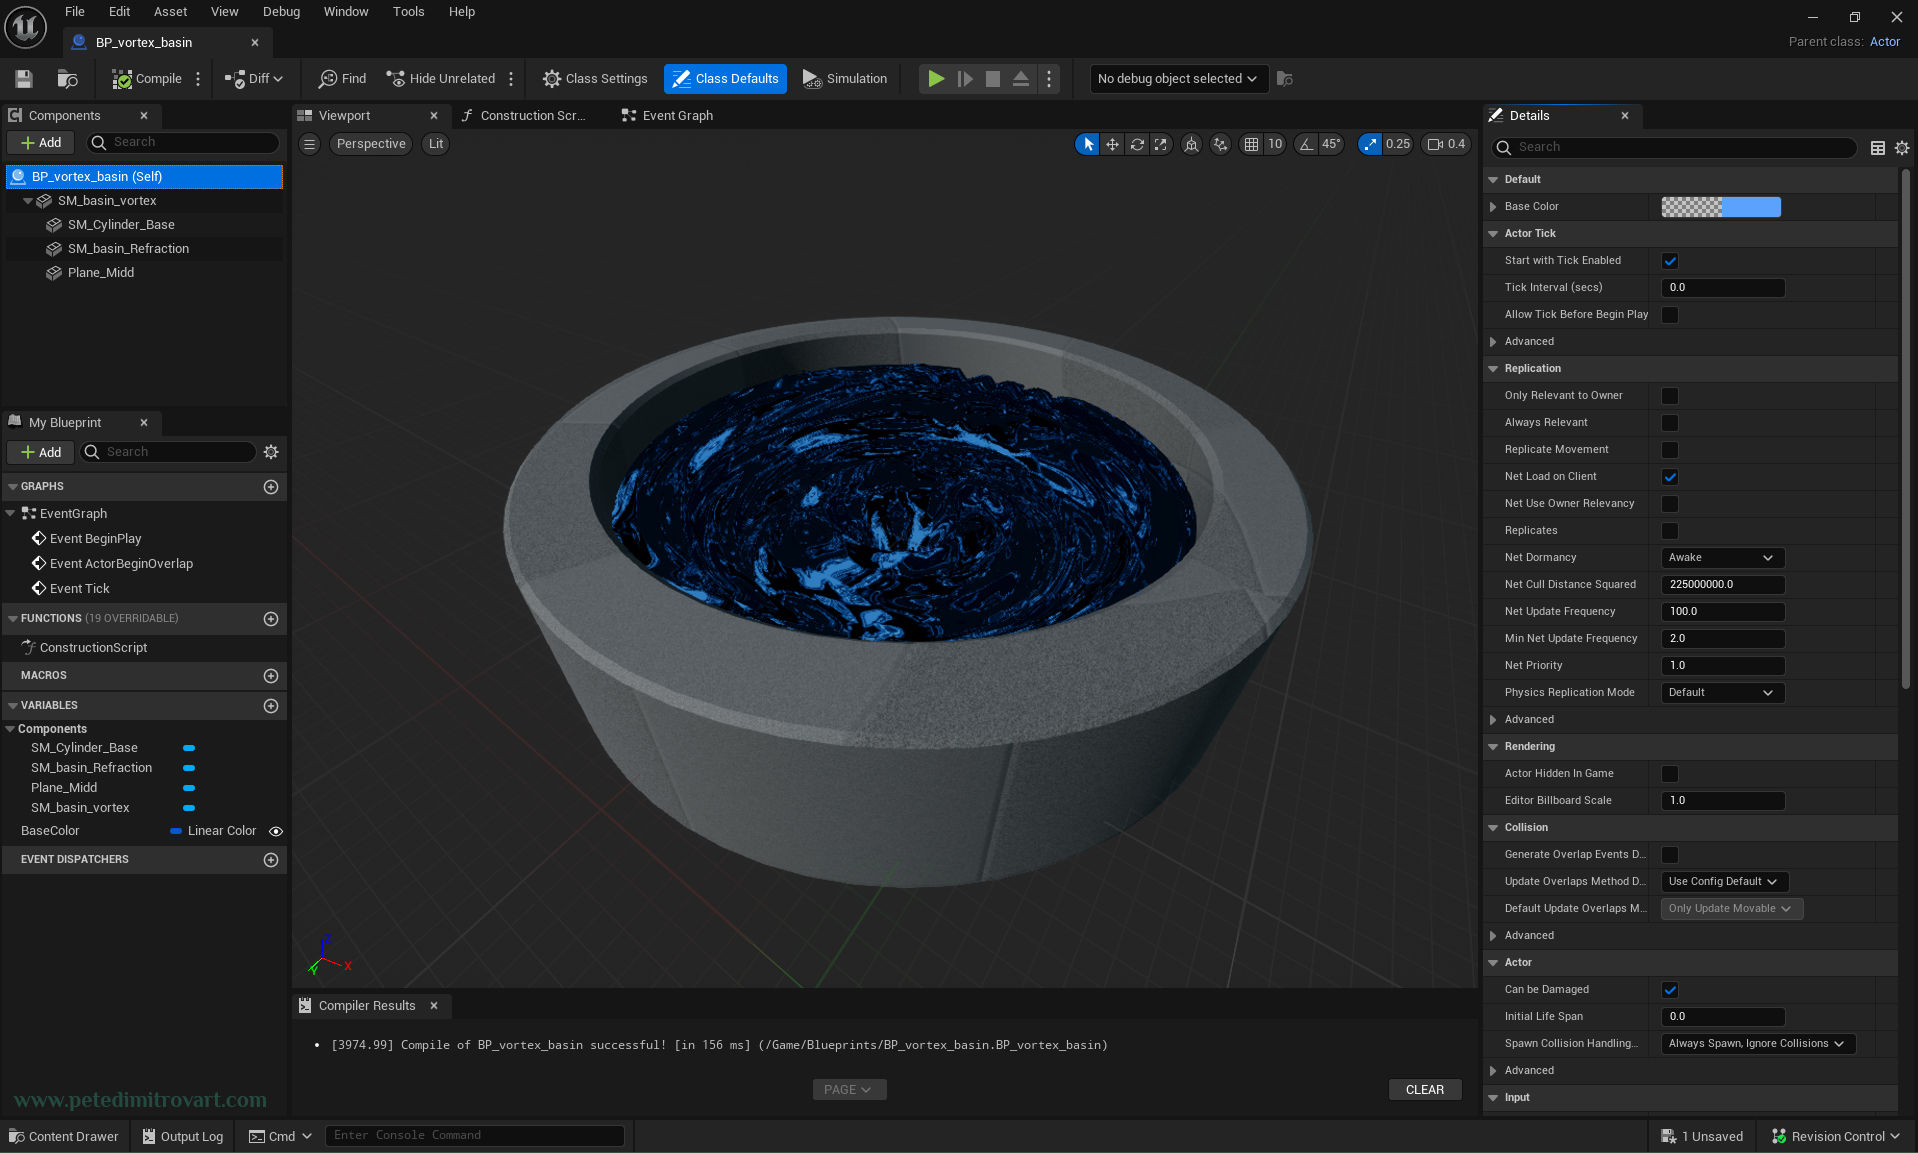 File Edit Asset View Debug Window Tools Help
BP_vortex_basin
Parent class: Actor
Compile Diff Find Hide Unrelated Class Settings Class Defaults Simulation No debug object selected
Components
Add Search
BP_vortex_basin (Self)
SM_basin_vortex
SM_Cylinder_Base
SM_basin_Refraction
Plane_Midd
My Blueprint
Add Search
GRAPHS
EventGraph
Event BeginPlay
Event ActorBeginOverlap
Event Tick
FUNCTIONS (19 OVERRIDABLE)
ConstructionScript
MACROS
VARIABLES
Components
SM_Cylinder_Base
SM_basin_Refraction
Plane_Midd
SM_basin_vortex
BaseColor Linear Color
EVENT DISPATCHERS
www.petedimitrovart.com
Viewport Construction Scr... Event Graph
Perspective Lit 10 45° 0.25 0.4
Z
X
Y
Compiler Results
[3974.99] Compile of BP_vortex_basin successful! [in 156 ms] (/Game/Blueprints/BP_vortex_basin.BP_vortex_basin)
PAGE CLEAR
Details
Search
Default
Base Color
Actor Tick
Start with Tick Enabled
Tick Interval (secs) 0.0
Allow Tick Before Begin Play
Advanced
Replication
Only Relevant to Owner
Always Relevant
Replicate Movement
Net Load on Client
Net Use Owner Relevancy
Replicates
Net Dormancy Awake
Net Cull Distance Squared 225000000.0
Net Update Frequency 100.0
Min Net Update Frequency 2.0
Net Priority 1.0
Physics Replication Mode Default
Advanced
Rendering
Actor Hidden In Game
Editor Billboard Scale 1.0
Collision
Generate Overlap Events D...
Update Overlaps Method D... Use Config Default
Default Update Overlaps M... Only Update Movable
Advanced
Actor
Can be Damaged
Initial Life Span 0.0
Spawn Collision Handling... Always Spawn, Ignore Collisions
Advanced
Input
Content Drawer Output Log Cmd Enter Console Command 1 Unsaved Revision Control